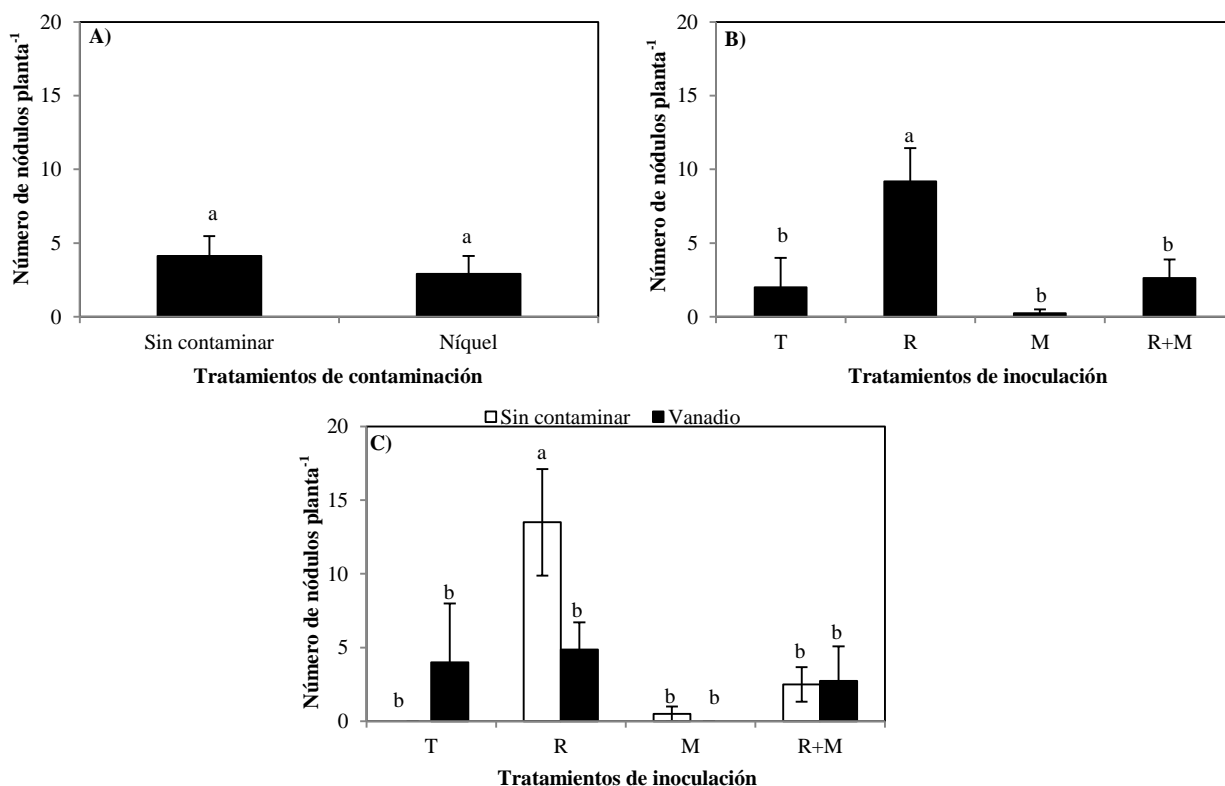 A)
Número de nódulos planta-1
20
15
10
5
0
a
a
Sin contaminar
Níquel
Tratamientos de contaminación
B)
Número de nódulos planta-1
20
15
10
5
0
b
a
b
b
T
R
M
R+M
Tratamientos de inoculación
Sin contaminar
Vanadio
C)
Número de nódulos planta-1
20
15
10
5
0
b
b
a
b
b
b
b
b
T
R
M
R+M
Tratamientos de inoculación